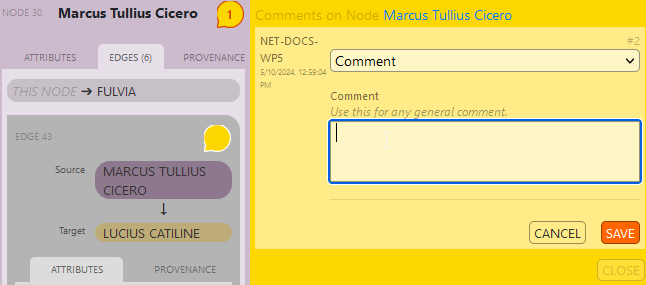 NODE 30 Marcus Tullius Cicero 1
ATTRIBUTES EDGES (6) PROVENANCE
THIS NODE ➔ FULVIA
EDGE 43
Source MARCUS TULLIUS
CICERO
↓
Target LUCIUS CATILINE
ATTRIBUTES PROVENANCE
Comments on Node Marcus Tullius Cicero
NET-DOCS-
WP5
5/10/2024, 12:59:04
PM
#2
Comment
Comment
Use this for any general comment.
CANCEL SAVE
CLOSE